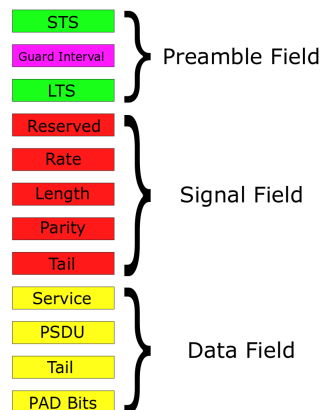 STS
Guard Interval
LTS
Preamble Field
Reserved
Rate
Length
Parity
Tail
Signal Field
Service
PSDU
Tail
PAD Bits
Data Field